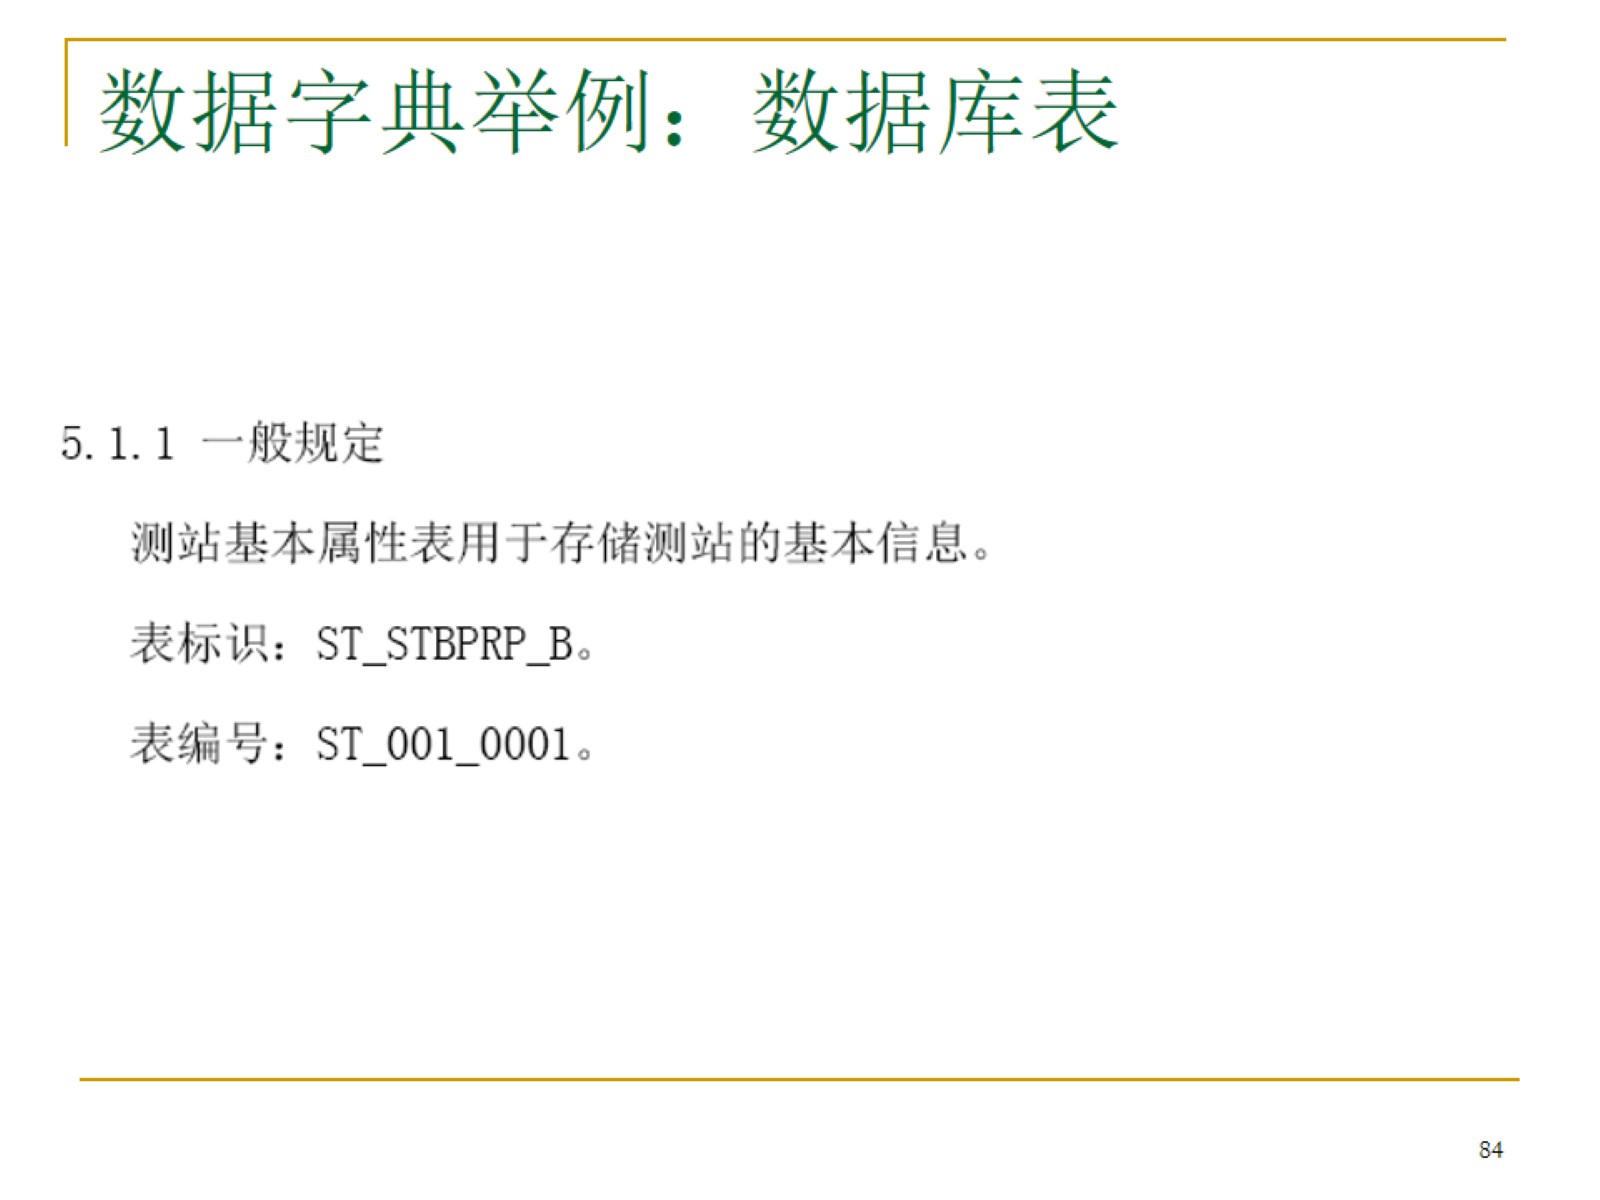 数据字典举例：数据库表
5.1.1 一般规定
测站基本属性表用于存储测站的基本信息。
表标识：ST_STBPRP_B。
表编号：ST_001_0001。
84